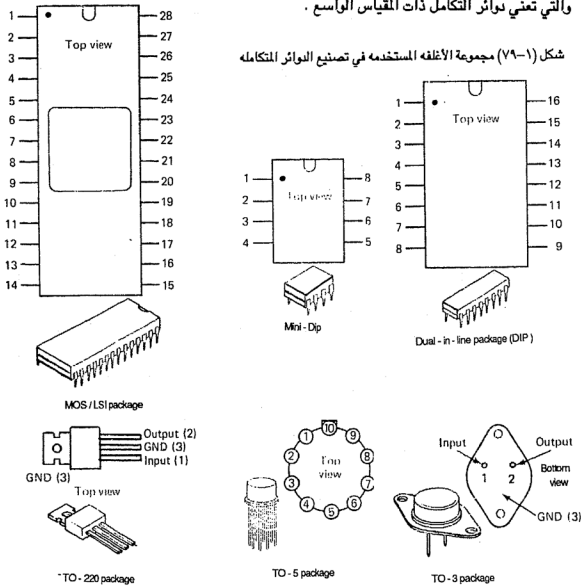 والتي تعني دوائر التكامل ذات المقياس الواسع .
شكل (١-٧٩) مجموعة الأغلفه المستخدمه في تصنيع الدوائر المتكامله
Top view
1 28
2 27
3 26
4 25
5 24
6 23
7 22
8 21
9 20
10 19
11 18
12 17
13 16
14 15
MOS / LSI package
Top view
1 8
2 7
3 6
4 5
Mini - Dip
Top view
1 16
2 15
3 14
4 13
5 12
6 11
7 10
8 9
Dual - in - line package (DIP)
Output (2)
GND (3)
Input (1)
GND (3)
Top view
TO - 220 package
10
1 9
2 8
Top
view
3 7
4 6
5
TO - 5 package
Input Output
1 2
Bottom
view
GND (3)
TO - 3 package